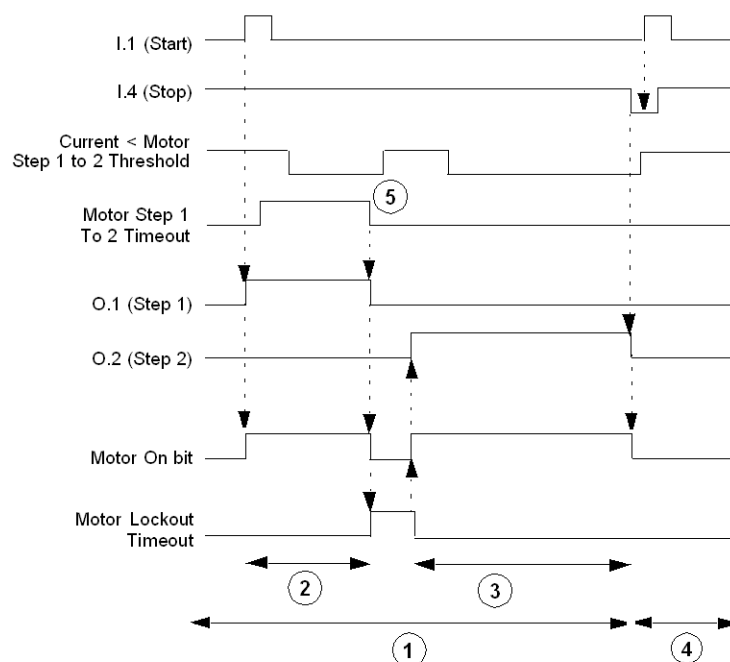 I.1 (Start)
I.4 (Stop)
Current < Motor
Step 1 to 2 Threshold
5
Motor Step 1
To 2 Timeout
O.1 (Step 1)
O.2 (Step 2)
Motor On bit
Motor Lockout
Timeout
2
3
1
4